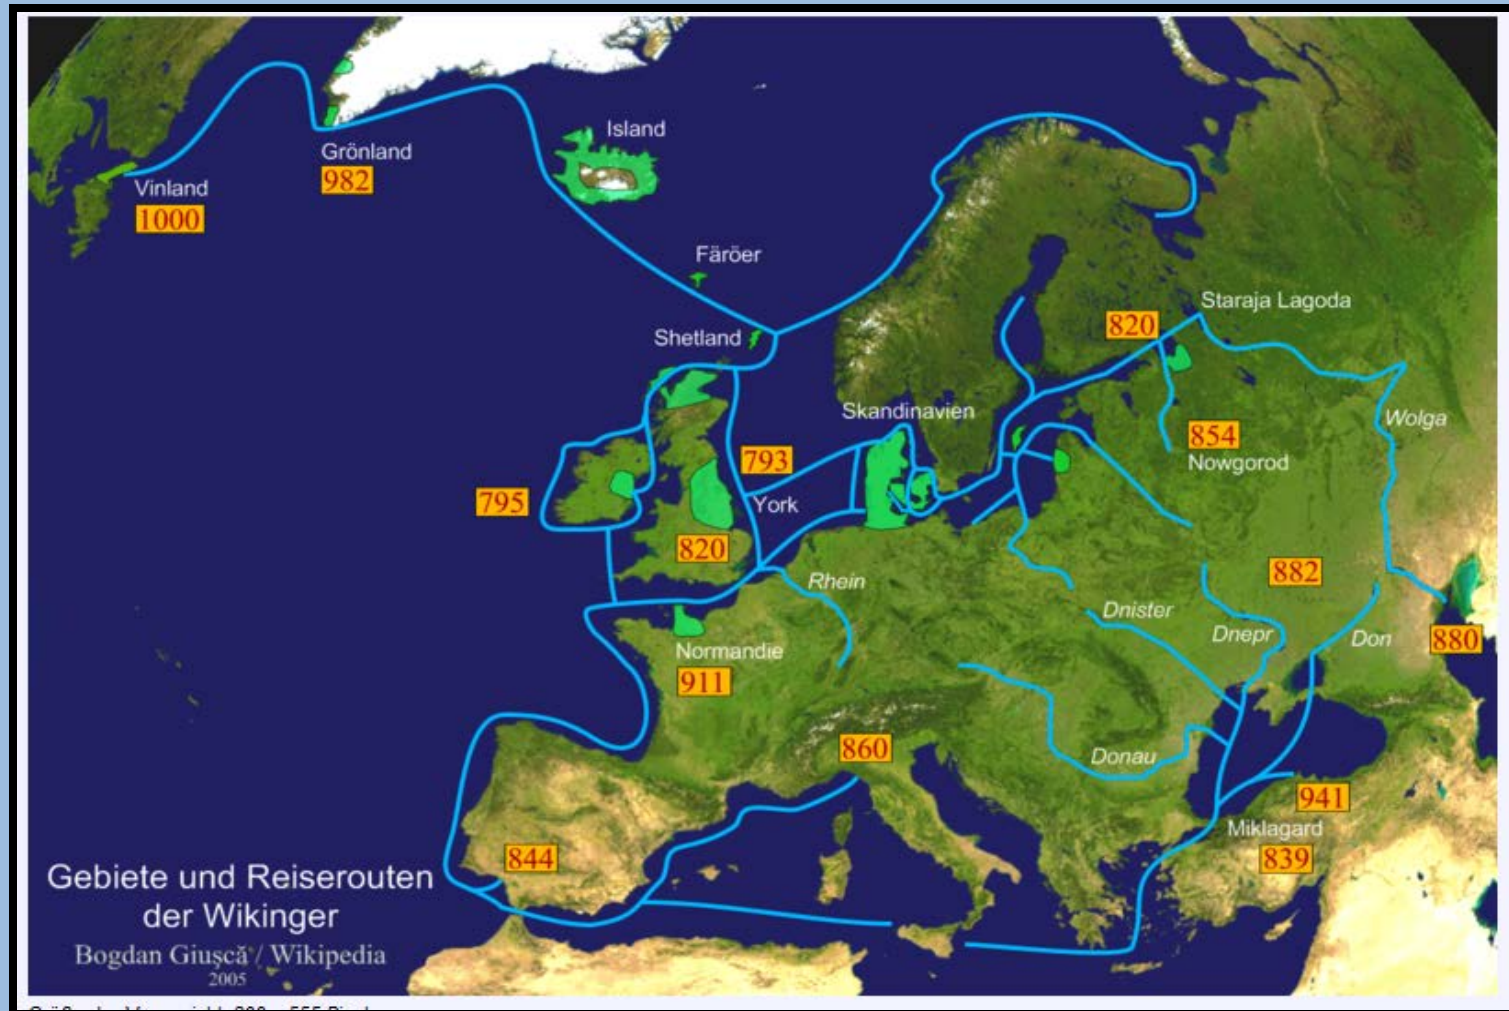 Island
Grönland
982
Vinland
1000
Färöer
Shetland
Staraja Lagoda
820
Skandinavien
Wolga
854
Nowgorod
793
York
795
820
Rhein
882
Dnister
Dnepr
Don
880
Normandie
911
860
Donau
941
Miklagard
839
844
Gebiete und Reiserouten
der Wikinger
Bogdan Giuşcă / Wikipedia
2005